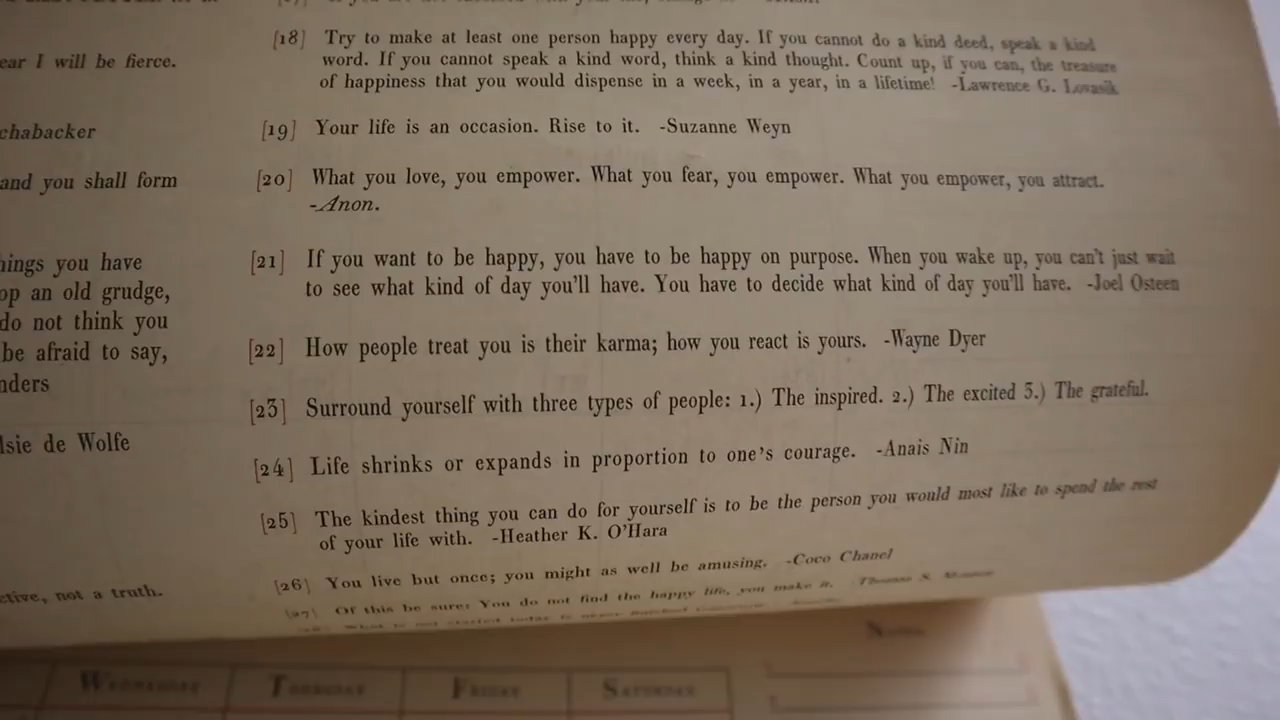 ear I will be fierce.
chabacker
and you shall form
ings you have
op an old grudge,
do not think you
be afraid to say,
nders
lsie de Wolfe
ctive, not a truth.
[18] Try to make at least one person happy every day. If you cannot do a kind deed, speak a kind
word. If you cannot speak a kind word, think a kind thought. Count up, if you can, the treasure
of happiness that you would dispense in a week, in a year, in a lifetime! -Lawrence G. Lovasik
[19] Your life is an occasion. Rise to it. -Suzanne Weyn
[20] What you love, you empower. What you fear, you empower. What you empower, you attract.
-Anon.
[21] If you want to be happy, you have to be happy on purpose. When you wake up, you can't just wait
to see what kind of day you'll have. You have to decide what kind of day you'll have. -Joel Osteen
[22] How people treat you is their karma; how you react is yours. -Wayne Dyer
[23] Surround yourself with three types of people: 1.) The inspired. 2.) The excited 3.) The grateful.
[24] Life shrinks or expands in proportion to one's courage. -Anais Nin
[25] The kindest thing you can do for yourself is to be the person you would most like to spend the rest
of your life with. -Heather K. O'Hara
[26] You live but once; you might as well be amusing. -Coco Chanel
[27] Of this be sure: You do not find the happy life, you make it. Thomas S.
Wednesday Thursday Friday Saturday